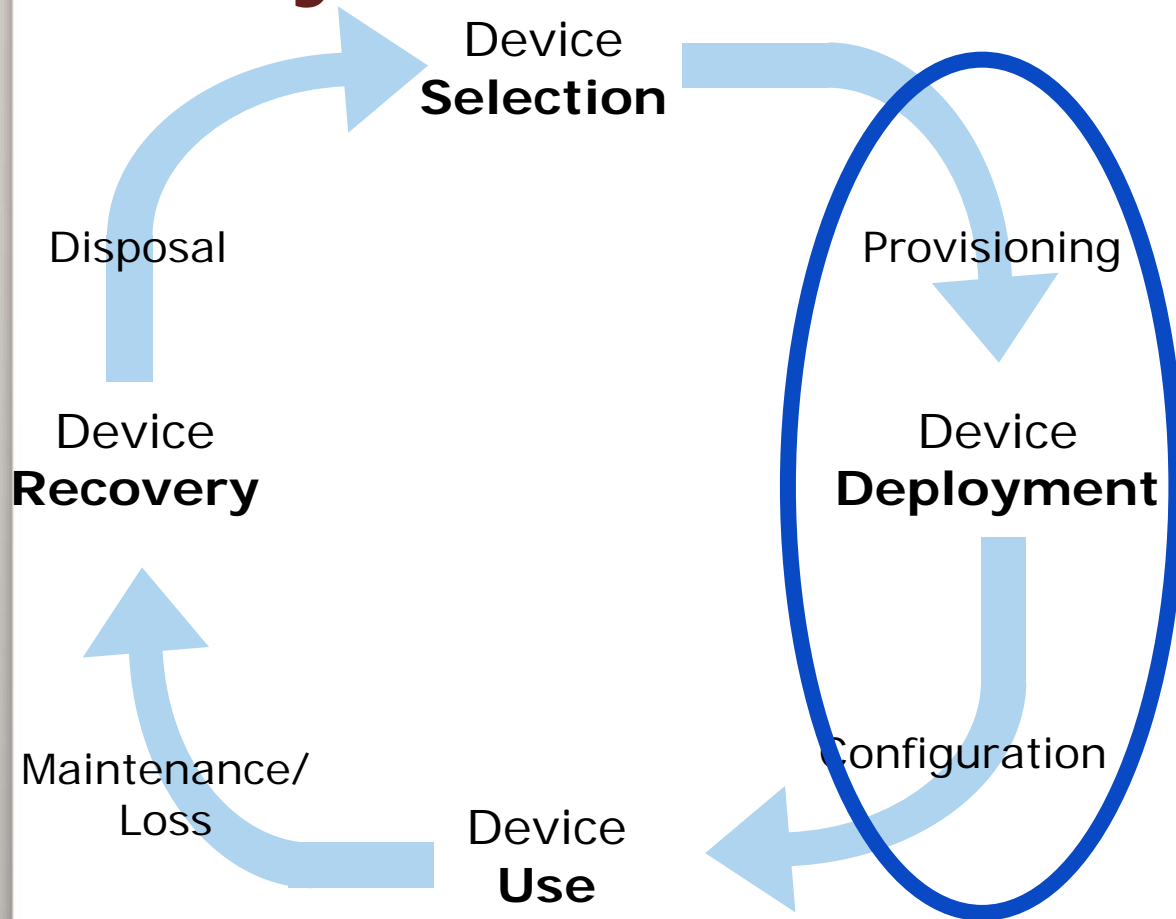 Device
Selection
Disposal
Provisioning
Device
Recovery
Device
Deployment
Maintenance/
Loss
Configuration
Device
Use